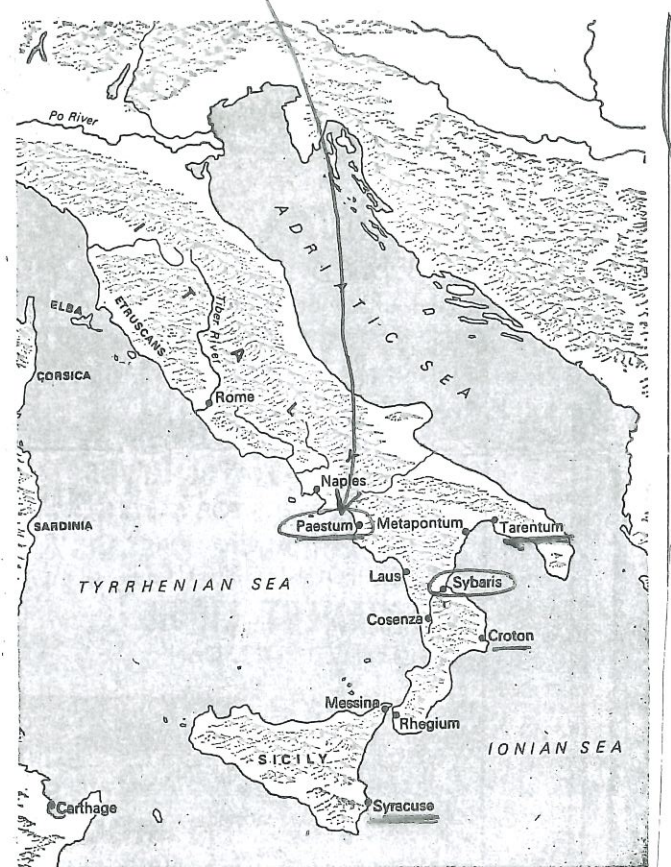 Po River
ADRIATIC SEA
ITALY
Tiber River
ETRUSCANS
ELBA
CORSICA
Rome
Naples
SARDINIA
Paestum
Metapontum
Tarentum
TYRRHENIAN SEA
Laus
Sybaris
Cosenza
Croton
Messina
Rhegium
IONIAN SEA
SICILY
Carthage
Syracuse